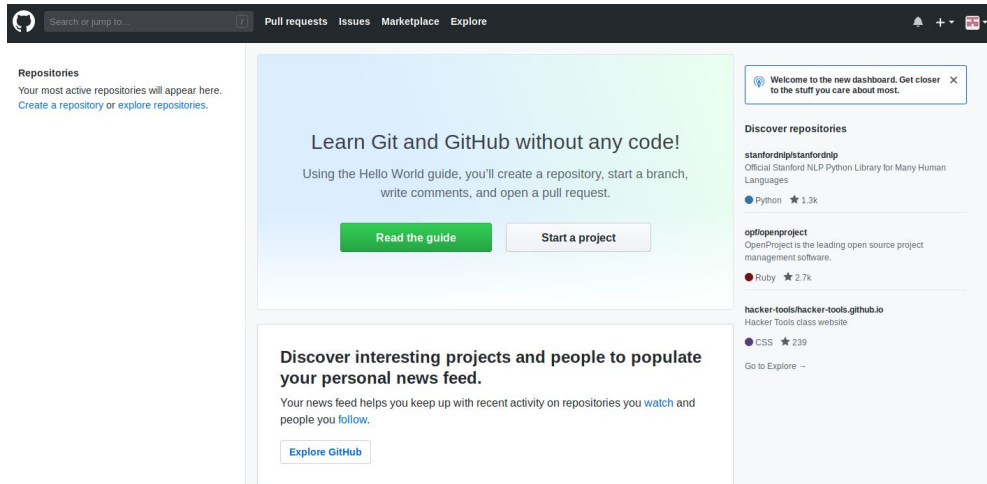 Search or jump to...
/
Pull requests Issues Marketplace Explore
Repositories
Your most active repositories will appear here.
Create a repository or explore repositories.
Learn Git and GitHub without any code!
Using the Hello World guide, you’ll create a repository, start a branch,
write comments, and open a pull request.
Read the guide
Start a project
Discover interesting projects and people to populate
your personal news feed.
Your news feed helps you keep up with recent activity on repositories you watch and
people you follow.
Explore GitHub
Welcome to the new dashboard. Get closer
to the stuff you care about most.
Discover repositories
stanfordnlp/stanfordnlp
Official Stanford NLP Python Library for Many Human
Languages
Python 1.3k
opf/openproject
OpenProject is the leading open source project
management software.
Ruby 2.7k
hacker-tools/hacker-tools.github.io
Hacker Tools class website
CSS 239
Go to Explore →